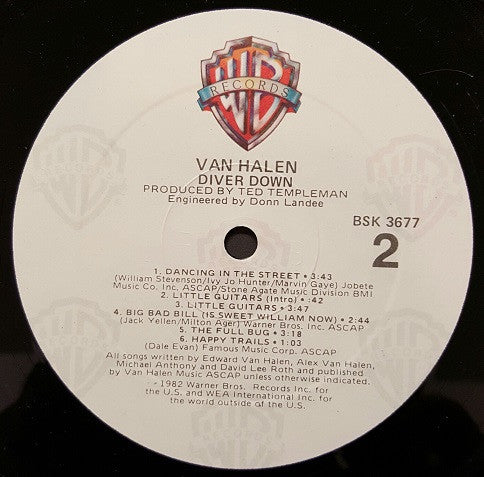 WB
RECORDS
VAN HALEN
DIVER DOWN
PRODUCED BY TED TEMPLEMAN
Engineered by Donn Landee
BSK 3677
2
1. DANCING IN THE STREET • 3:43
(William Stevenson/Ivy Jo Hunter/Marvin Gaye) Jobete
Music Co. Inc. ASCAP/Stone Agate Music Division BMI
2. LITTLE GUITARS (Intro) • :42
3. LITTLE GUITARS • 3:47
4. BIG BAD BILL (IS SWEET WILLIAM NOW) • 2:44
(Jack Yellen/Milton Ager) Warner Bros. Inc. ASCAP
5. THE FULL BUG • 3:18
6. HAPPY TRAILS • 1:03
(Dale Evan) Famous Music Corp. ASCAP
All songs written by Edward Van Halen, Alex Van Halen,
Michael Anthony and David Lee Roth and published
by Van Halen Music ASCAP unless otherwise indicated.
℗ 1982 Warner Bros. Records Inc. for
the U.S. and WEA International Inc. for
the world outside of the U.S.